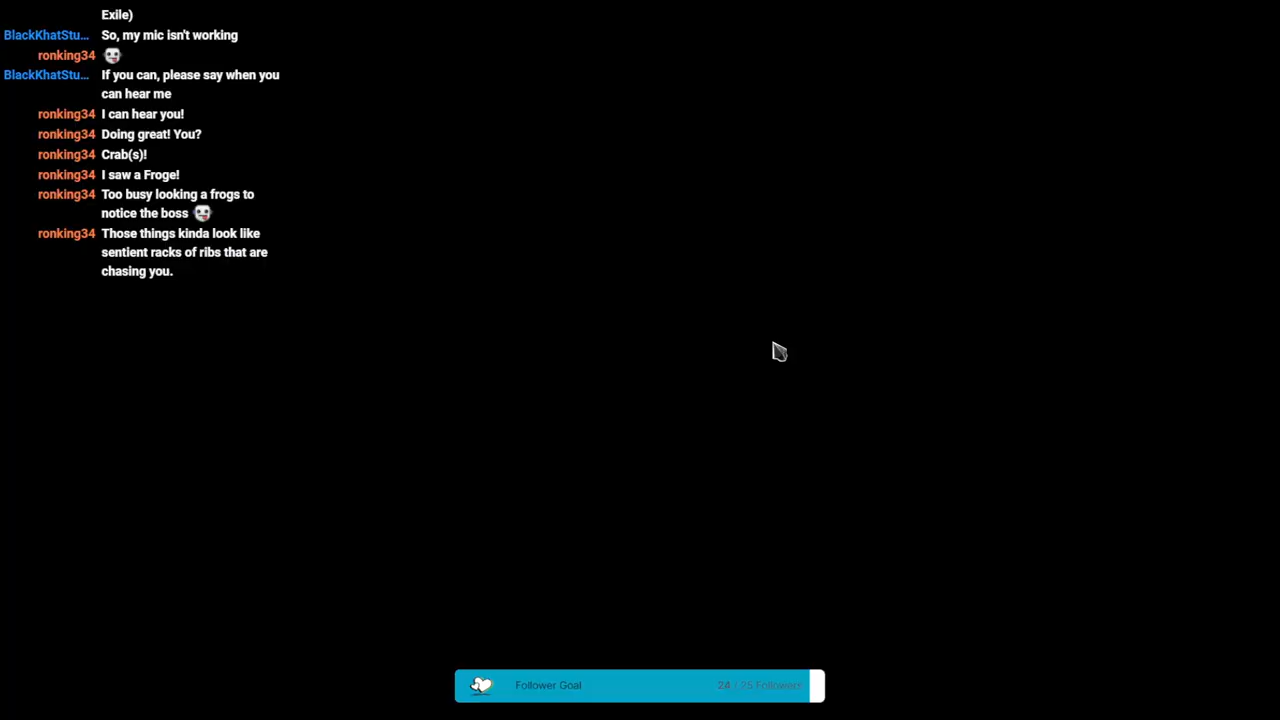 Exile)
BlackKhatStu... So, my mic isn't working
ronking34
BlackKhatStu... If you can, please say when you
can hear me
ronking34 I can hear you!
ronking34 Doing great! You?
ronking34 Crab(s)!
ronking34 I saw a Froge!
ronking34 Too busy looking a frogs to
notice the boss
ronking34 Those things kinda look like
sentient racks of ribs that are
chasing you.
Follower Goal 24 / 25 Followers